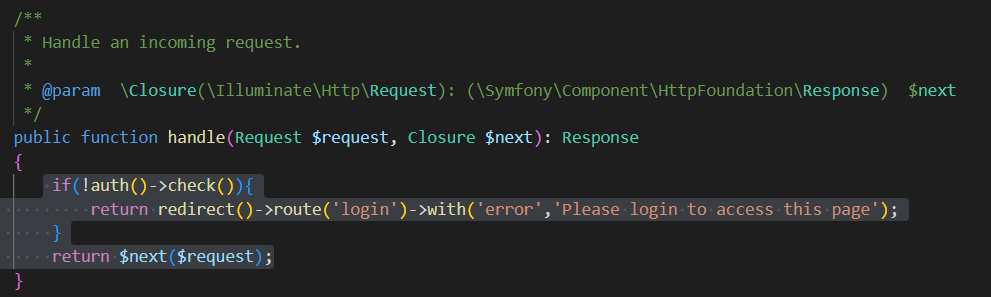 /**
 * Handle an incoming request.
 *
 * @param  \Closure(\Illuminate\Http\Request): (\Symfony\Component\HttpFoundation\Response)  $next
 */
public function handle(Request $request, Closure $next): Response
{
    if(!auth()->check()){
        return redirect()->route('login')->with('error','Please login to access this page');
    }
    return $next($request);
}